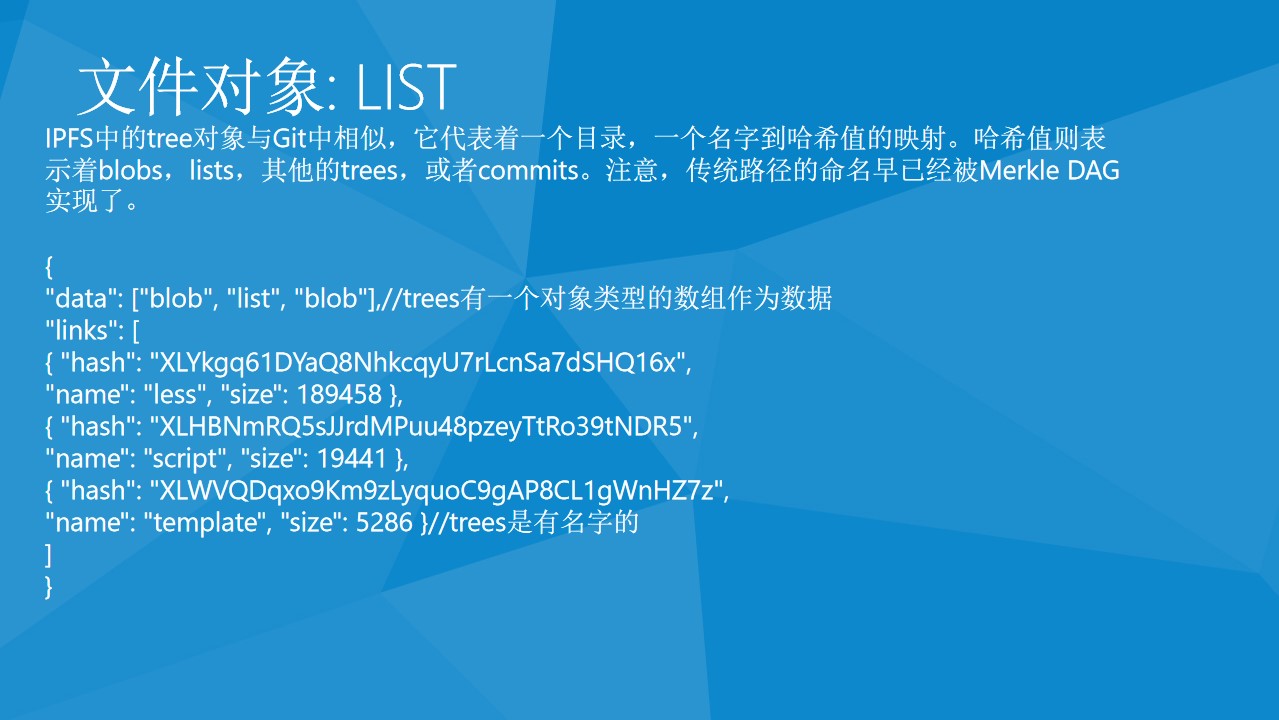 文件对象: LIST
IPFS中的tree对象与Git中相似，它代表着一个目录，一个名字到哈希值的映射。哈希值则表
示着blobs，lists，其他的trees，或者commits。注意，传统路径的命名早已经被Merkle DAG
实现了。
{
"data": ["blob", "list", "blob"],//trees有一个对象类型的数组作为数据
"links": [
{ "hash": "XLYkgq61DYaQ8NhkcqyU7rLcnSa7dSHQ16x",
"name": "less", "size": 189458 },
{ "hash": "XLHBNmRQ5sJJrdMPuu48pzeyTtRo39tNDR5",
"name": "script", "size": 19441 },
{ "hash": "XLWVQDqxo9Km9zLyquoC9gAP8CL1gWnHZ7z",
"name": "template", "size": 5286 }//trees是有名字的
]
}